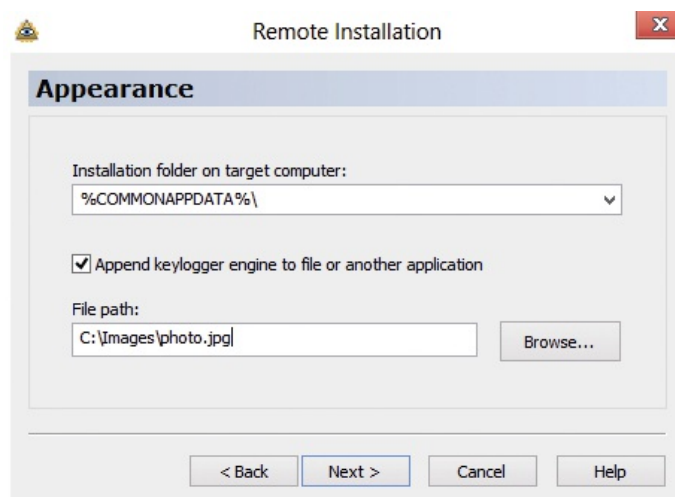 Remote Installation
X
Appearance
Installation folder on target computer:
%COMMONAPPDATA%\
Append keylogger engine to file or another application
File path:
C:\Images\photo.jpg
Browse...
< Back Next > Cancel Help